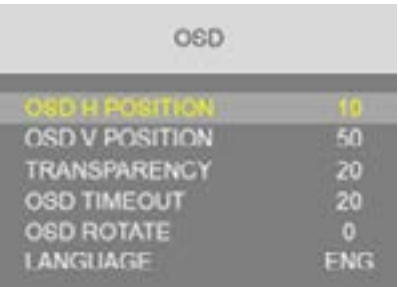 OSD
OSD H POSITION 10
OSD V POSITION 50
TRANSPARENCY 20
OSD TIMEOUT 20
OSD ROTATE 0
LANGUAGE ENG